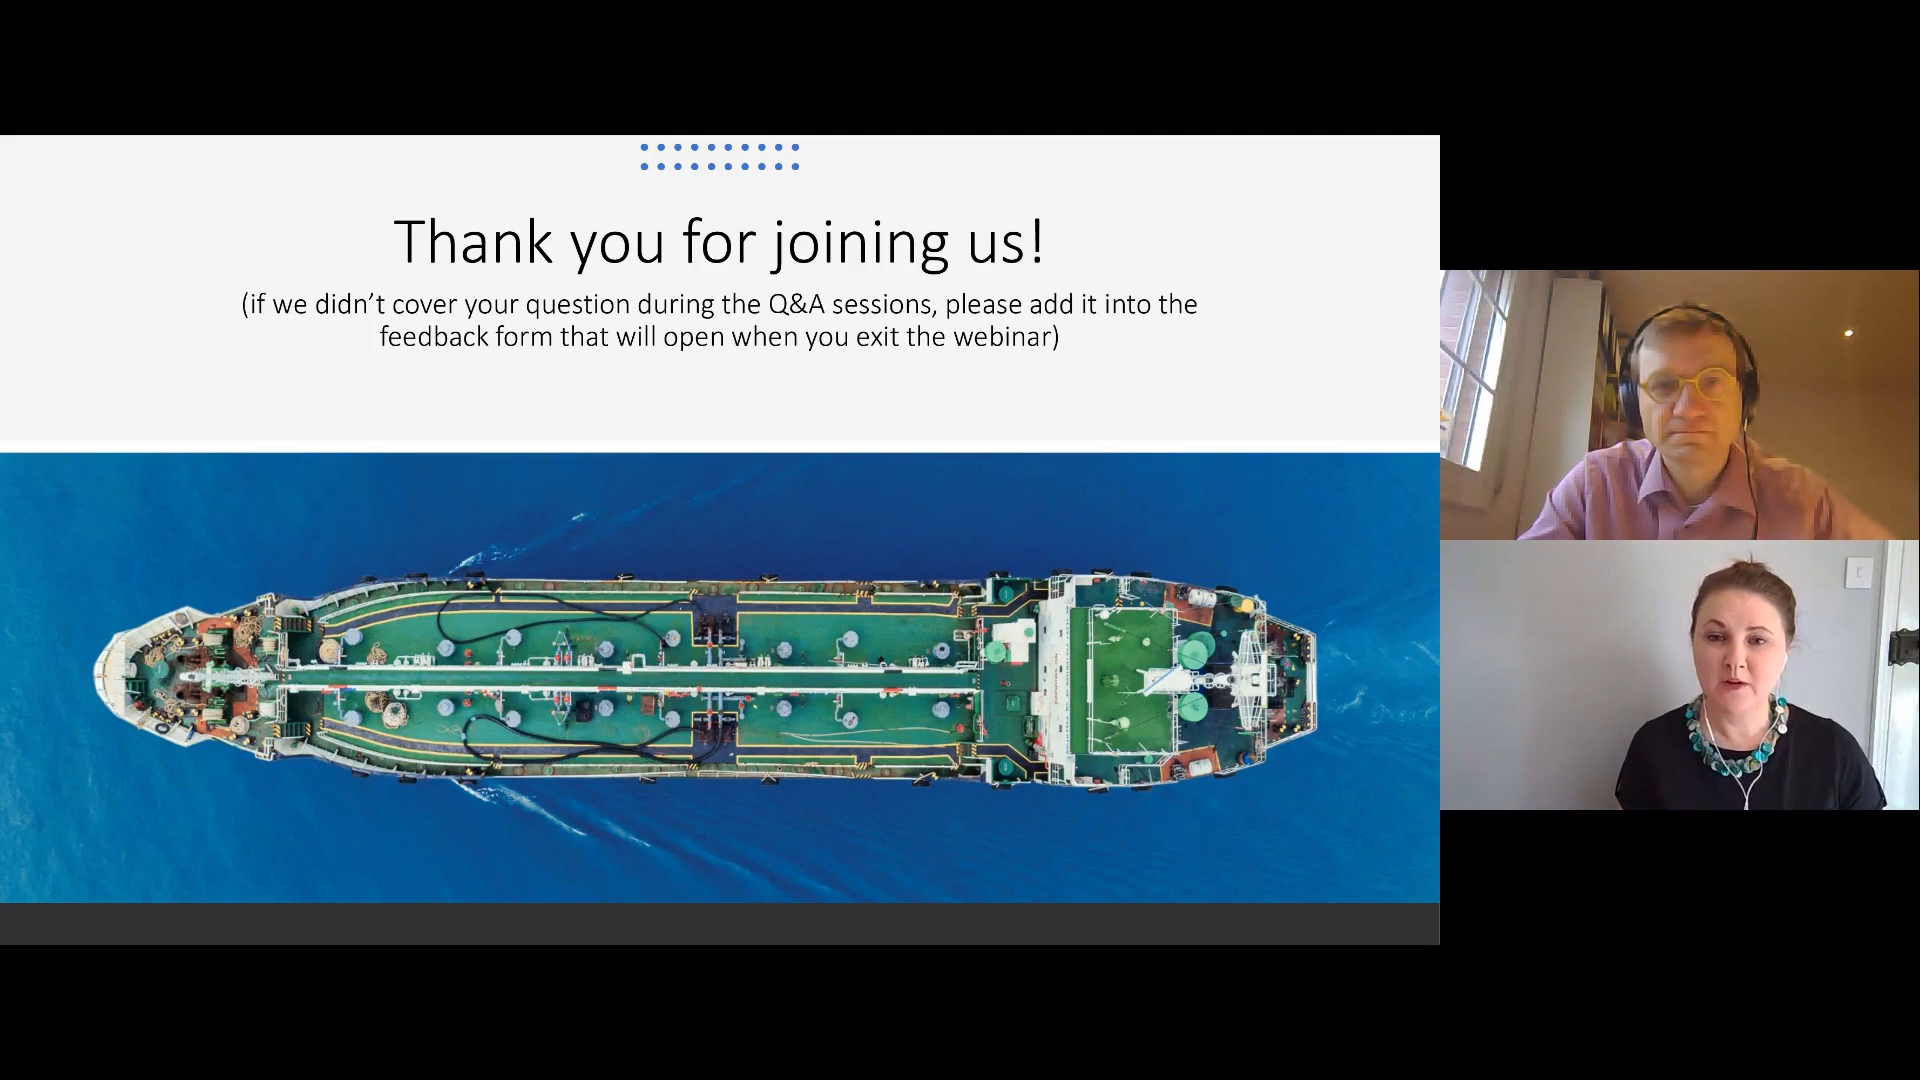 Thank you for joining us!
(if we didn’t cover your question during the Q&A sessions, please add it into the
feedback form that will open when you exit the webinar)